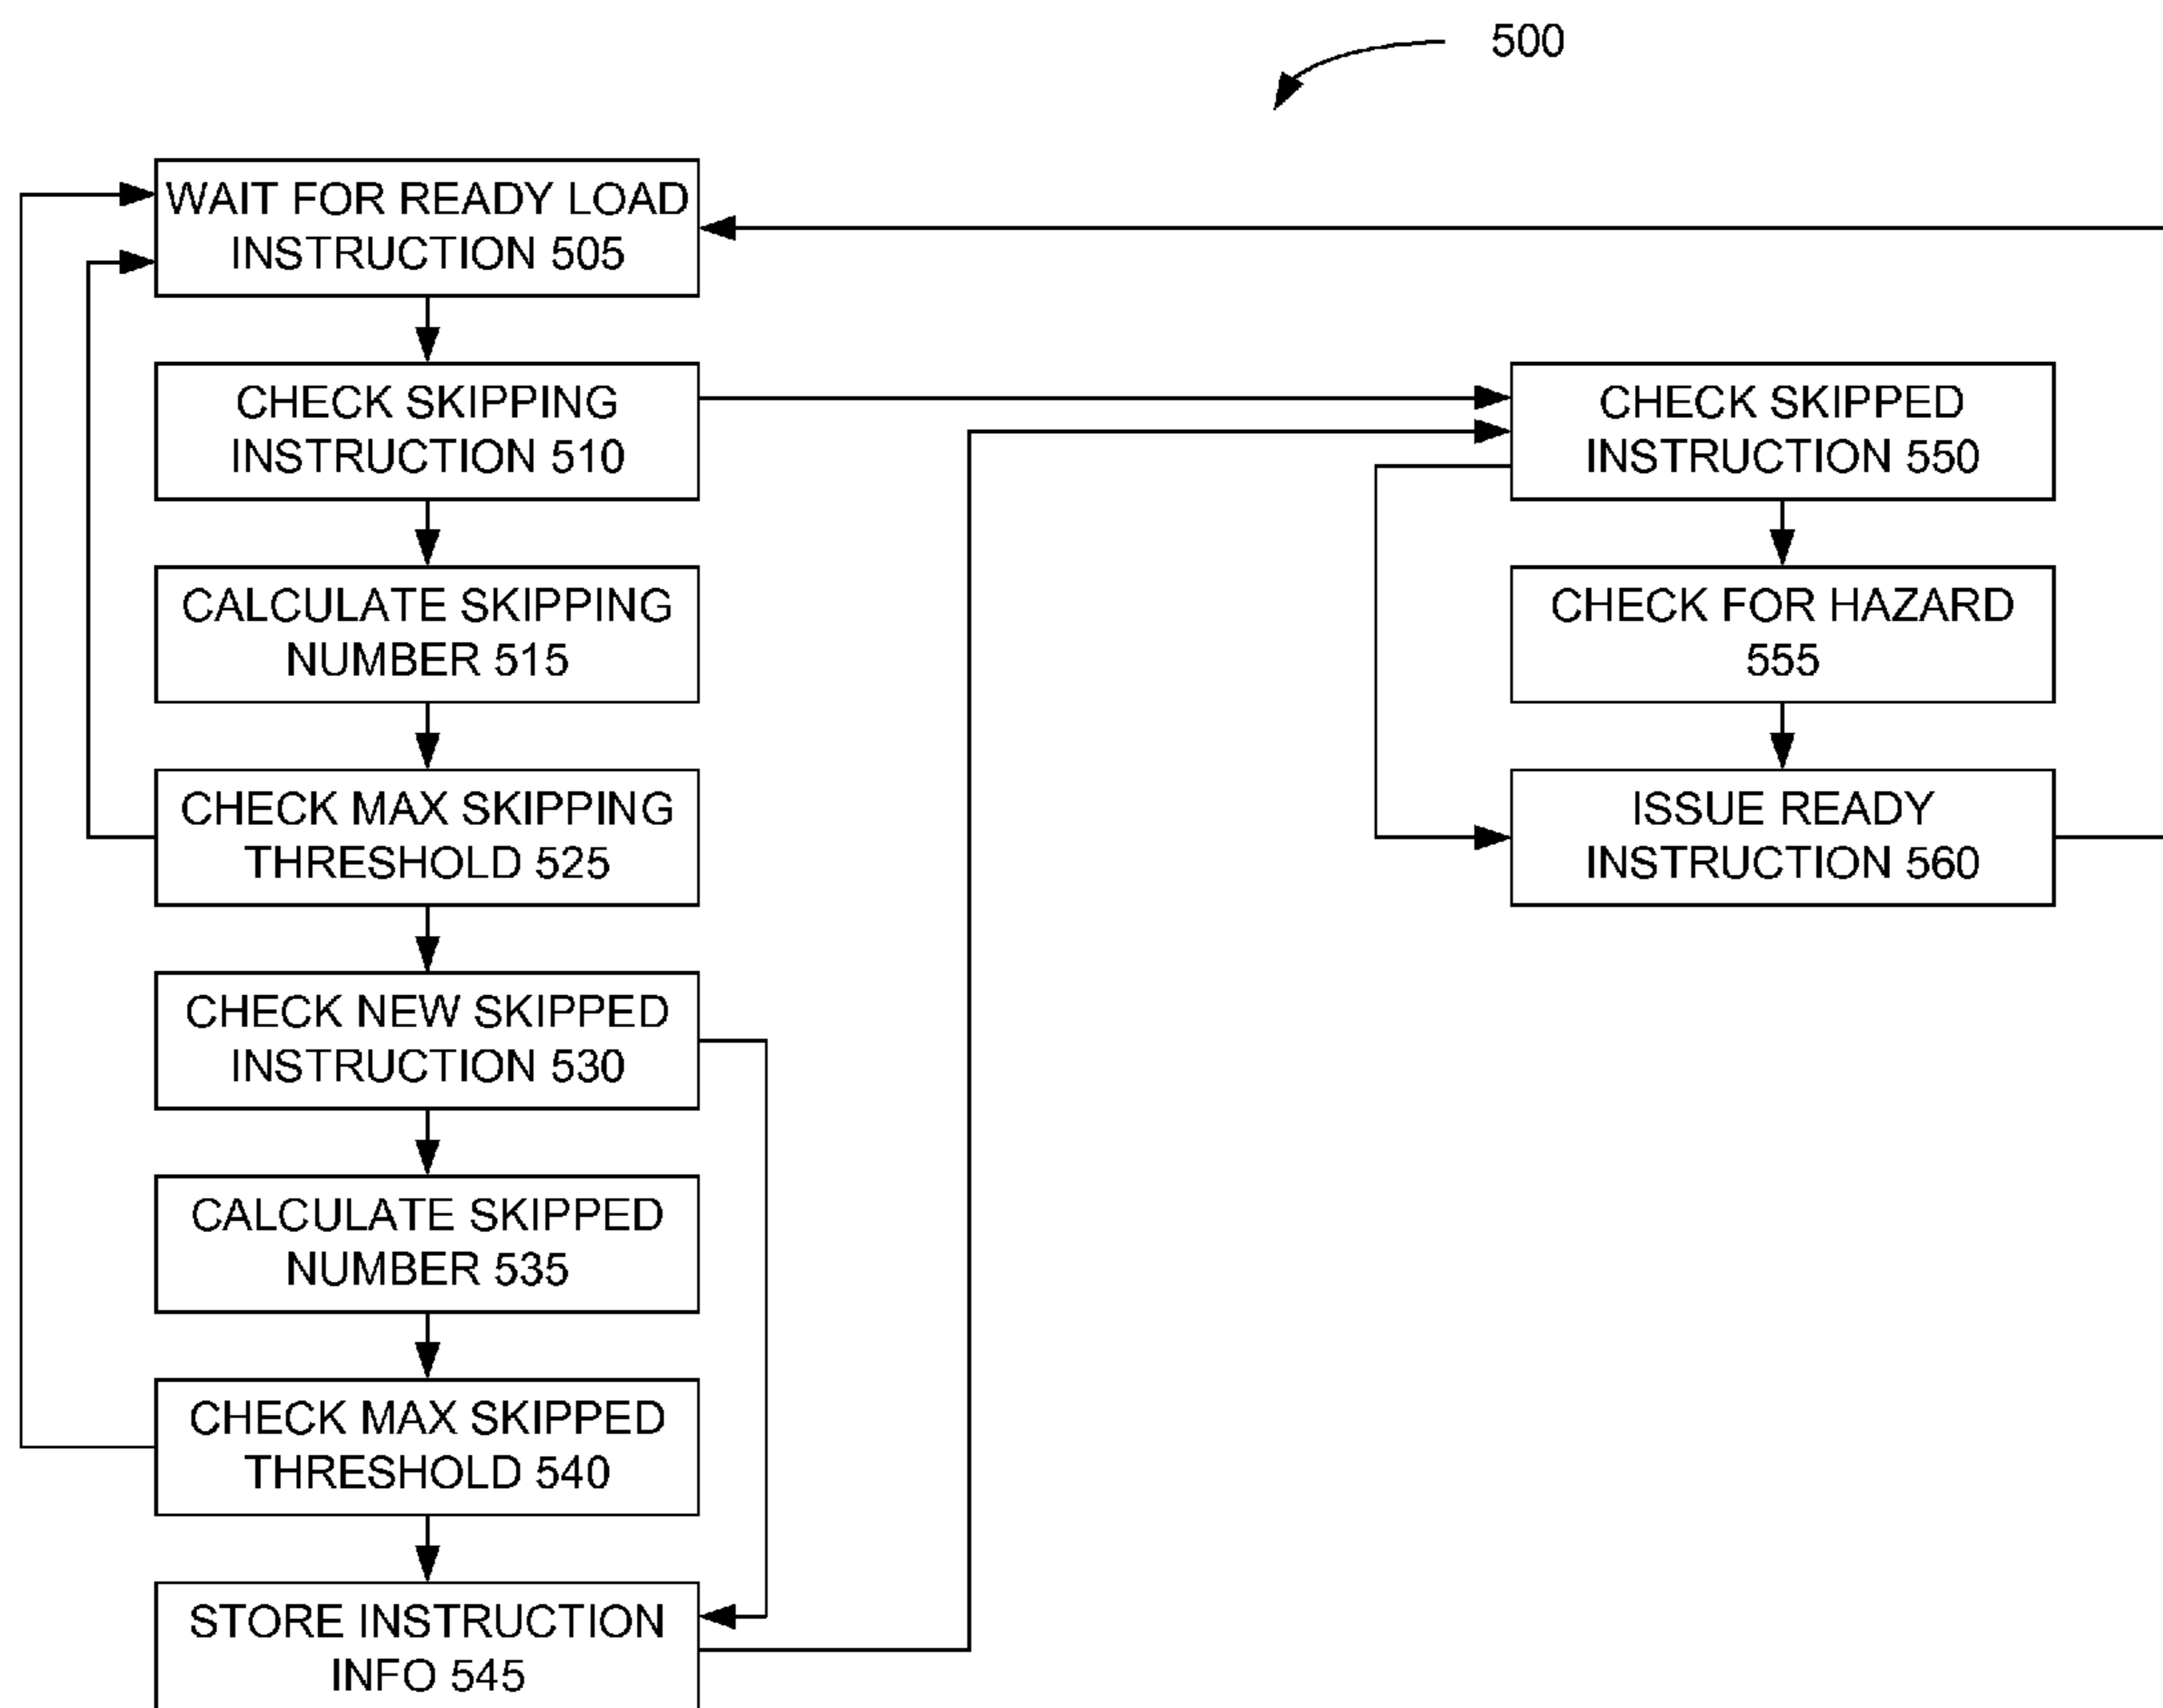 500
WAIT FOR READY LOAD
INSTRUCTION 505
CHECK SKIPPING
INSTRUCTION 510
CALCULATE SKIPPING
NUMBER 515
CHECK MAX SKIPPING
THRESHOLD 525
CHECK NEW SKIPPED
INSTRUCTION 530
CALCULATE SKIPPED
NUMBER 535
CHECK MAX SKIPPED
THRESHOLD 540
STORE INSTRUCTION
INFO 545
CHECK SKIPPED
INSTRUCTION 550
CHECK FOR HAZARD
555
ISSUE READY
INSTRUCTION 560